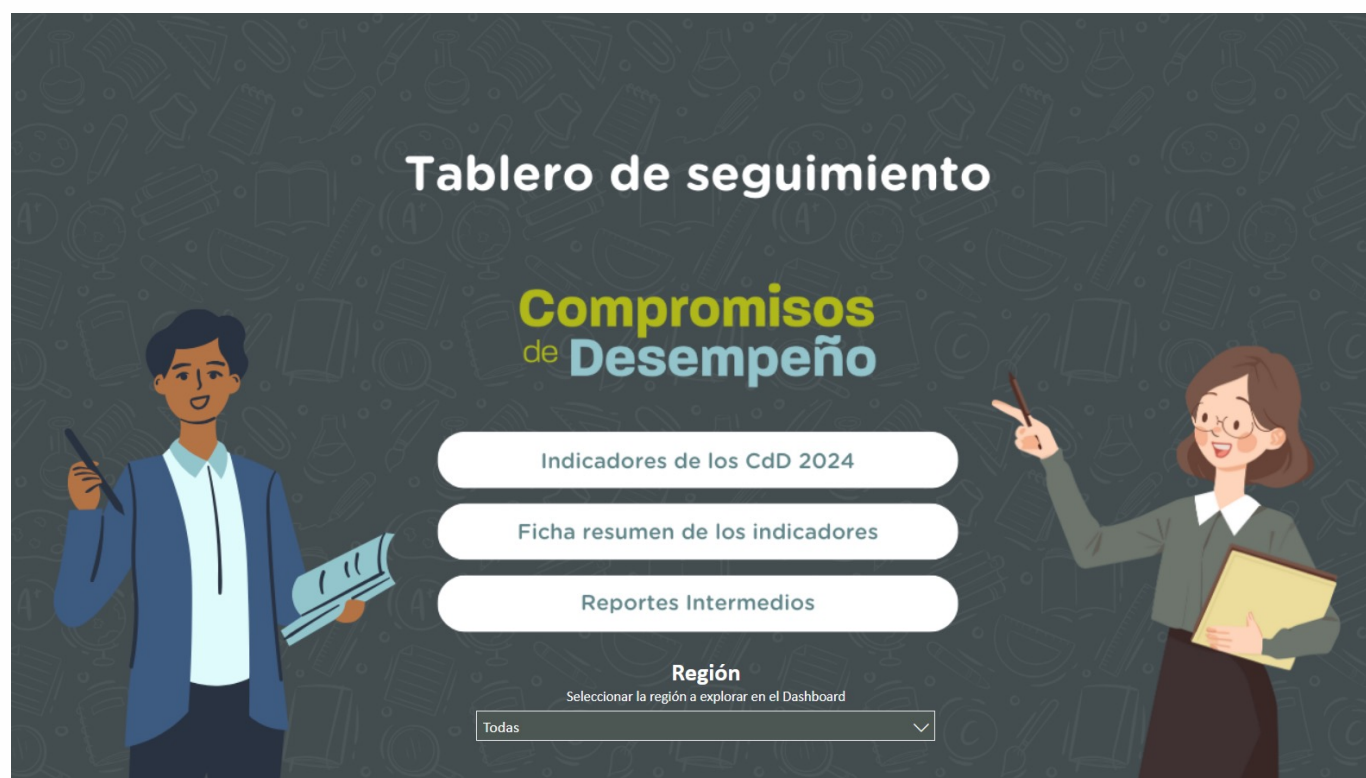 Tablero de seguimiento
Compromisos
de Desempeño
Indicadores de los CdD 2024
Ficha resumen de los indicadores
Reportes Intermedios
Región
Seleccionar la región a explorar en el Dashboard
Todas